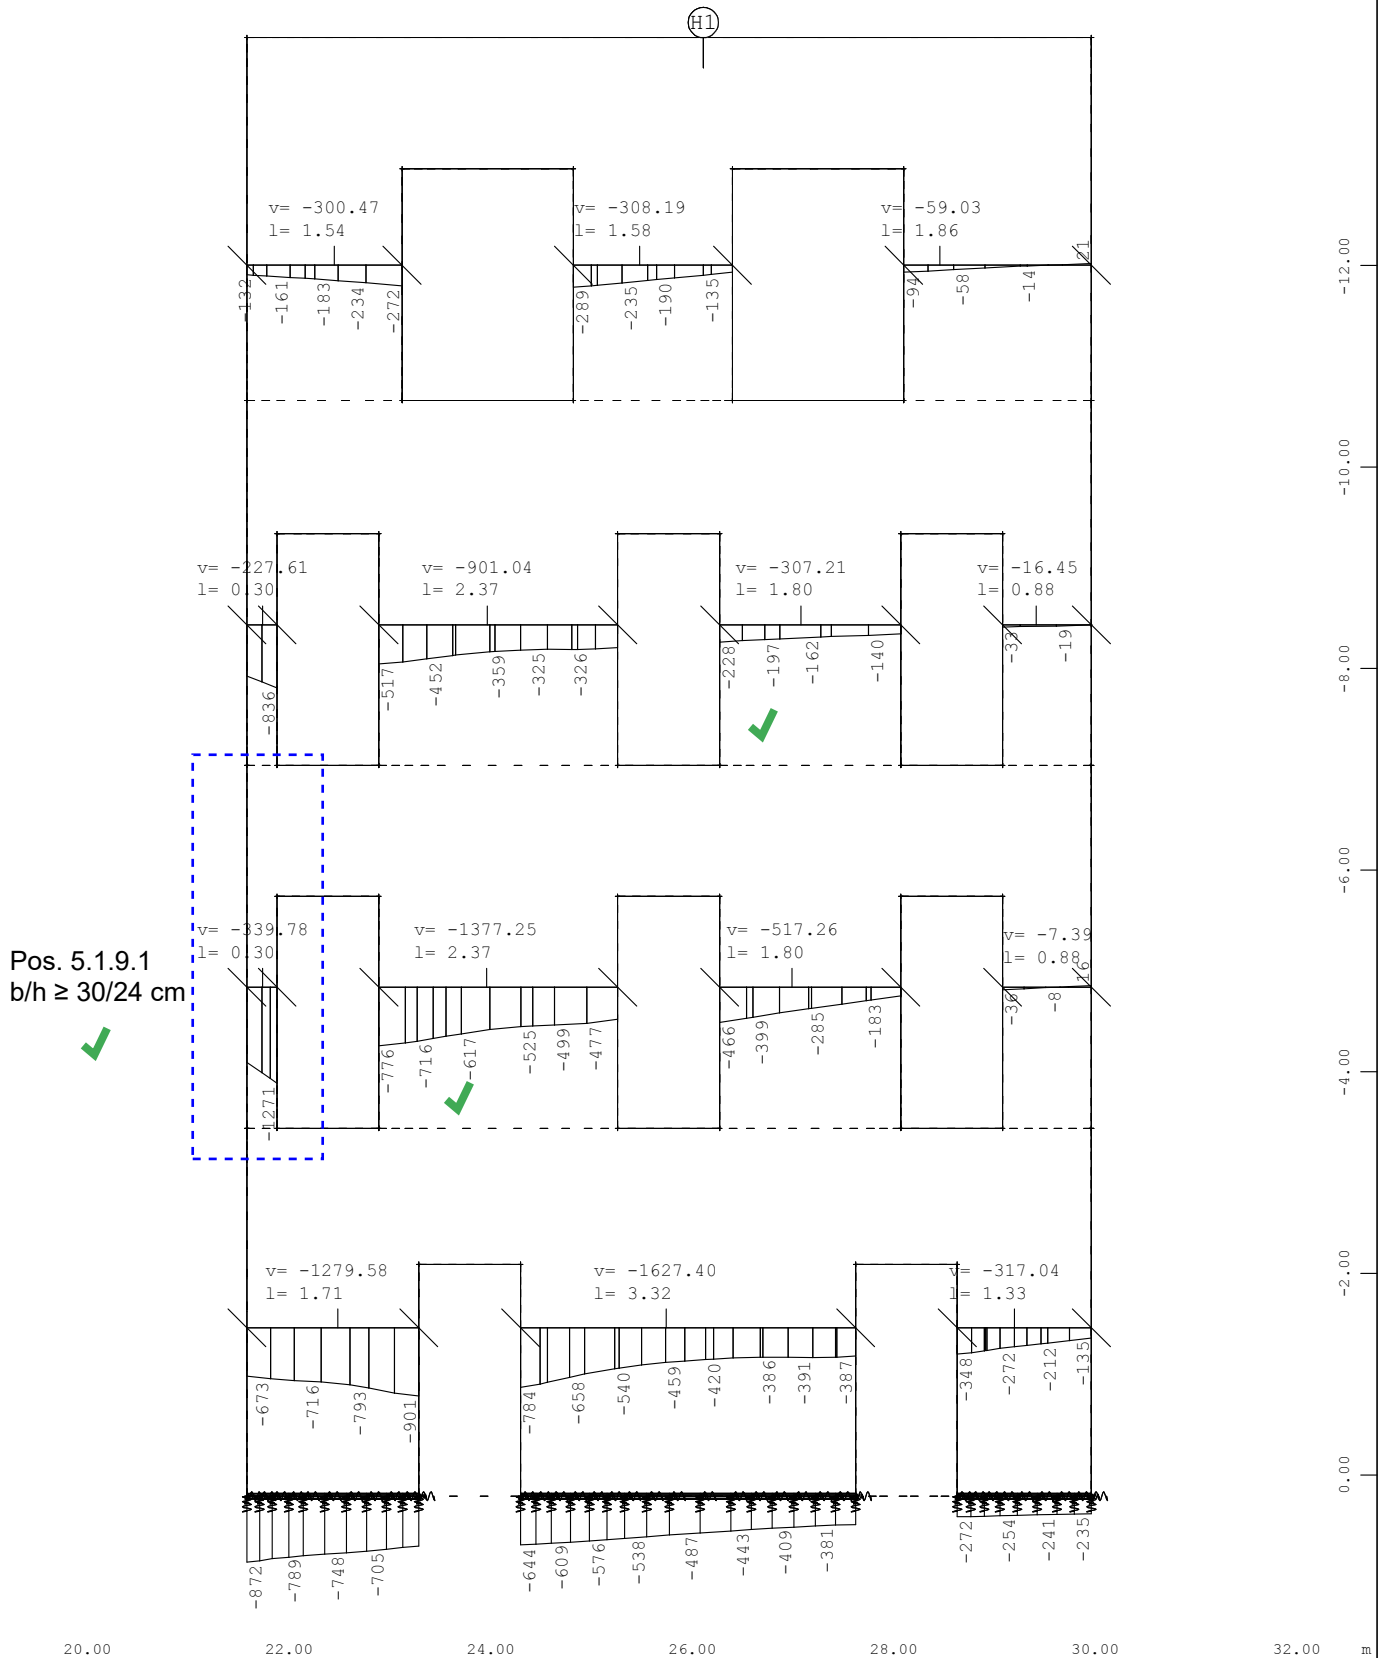 H1
v= -300.47
l= 1.54
v= -308.19
l= 1.58
v= -59.03
l= 1.86
-132
-161
-183
-234
-272
-289
-235
-190
-135
-94
-58
-14
21
-12.00
-10.00
v= -227.61
l= 0.30
v= -901.04
l= 2.37
v= -307.21
l= 1.80
v= -16.45
l= 0.88
-836
-517
-452
-359
-325
-326
-228
-197
-162
-140
-33
-19
-8.00
-6.00
v= -339.78
l= 0.30
v= -1377.25
l= 2.37
v= -517.26
l= 1.80
v= -7.39
l= 0.88
Pos. 5.1.9.1
b/h ≥ 30/24 cm
-1271
-776
-716
-617
-525
-499
-477
-466
-399
-285
-183
-36
-8
16
-4.00
-2.00
v= -1279.58
l= 1.71
v= -1627.40
l= 3.32
v= -317.04
l= 1.33
-673
-716
-793
-901
-784
-658
-540
-459
-420
-386
-391
-387
-348
-272
-212
-135
0.00
-872
-789
-748
-705
-644
-609
-576
-538
-487
-443
-409
-381
-272
-254
-241
-235
20.00 22.00 24.00 26.00 28.00 30.00 32.00 m